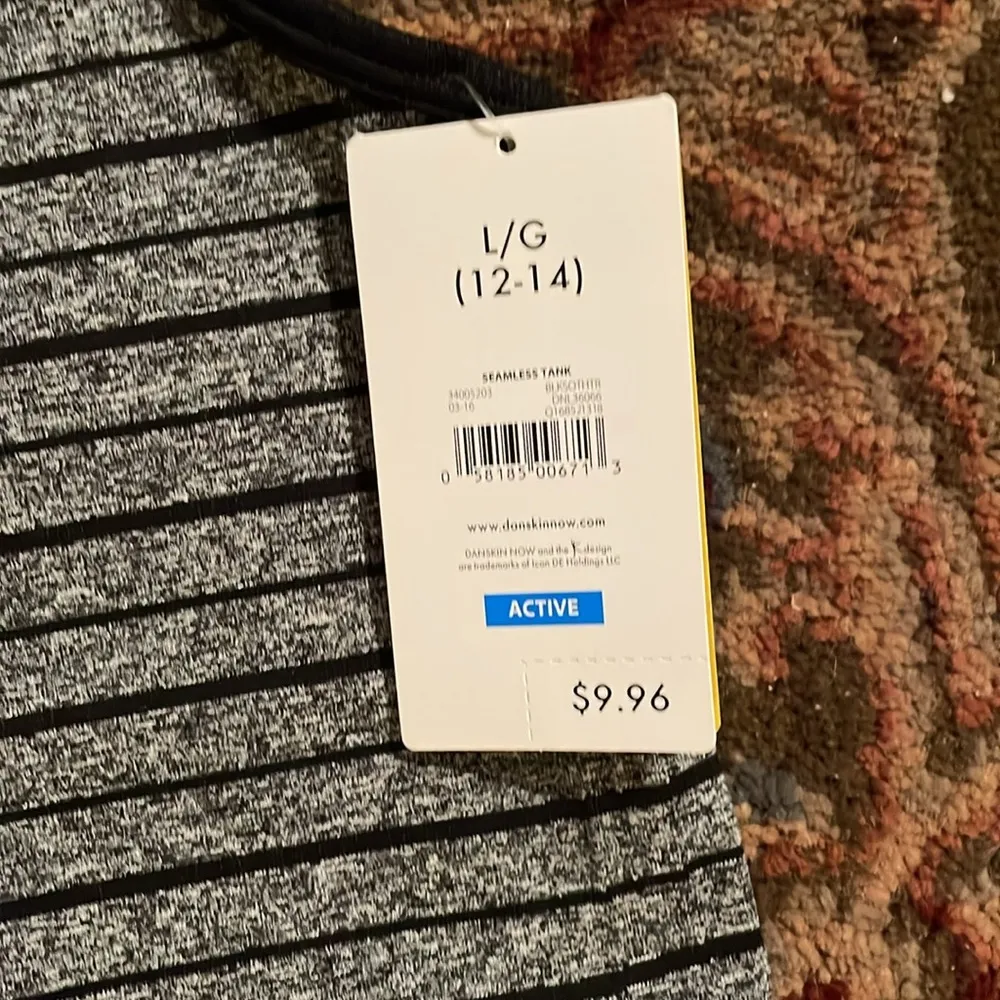 L/G
(12-14)
SEAMLESS TANK
34005203 BLKSOTHTR
03-16 DNL36066
Q168521318
0 58185 00671 3
www.danskinnow.com
DANSKIN NOW and the design
are trademarks of Icon DE Holdings LLC
ACTIVE
$9.96